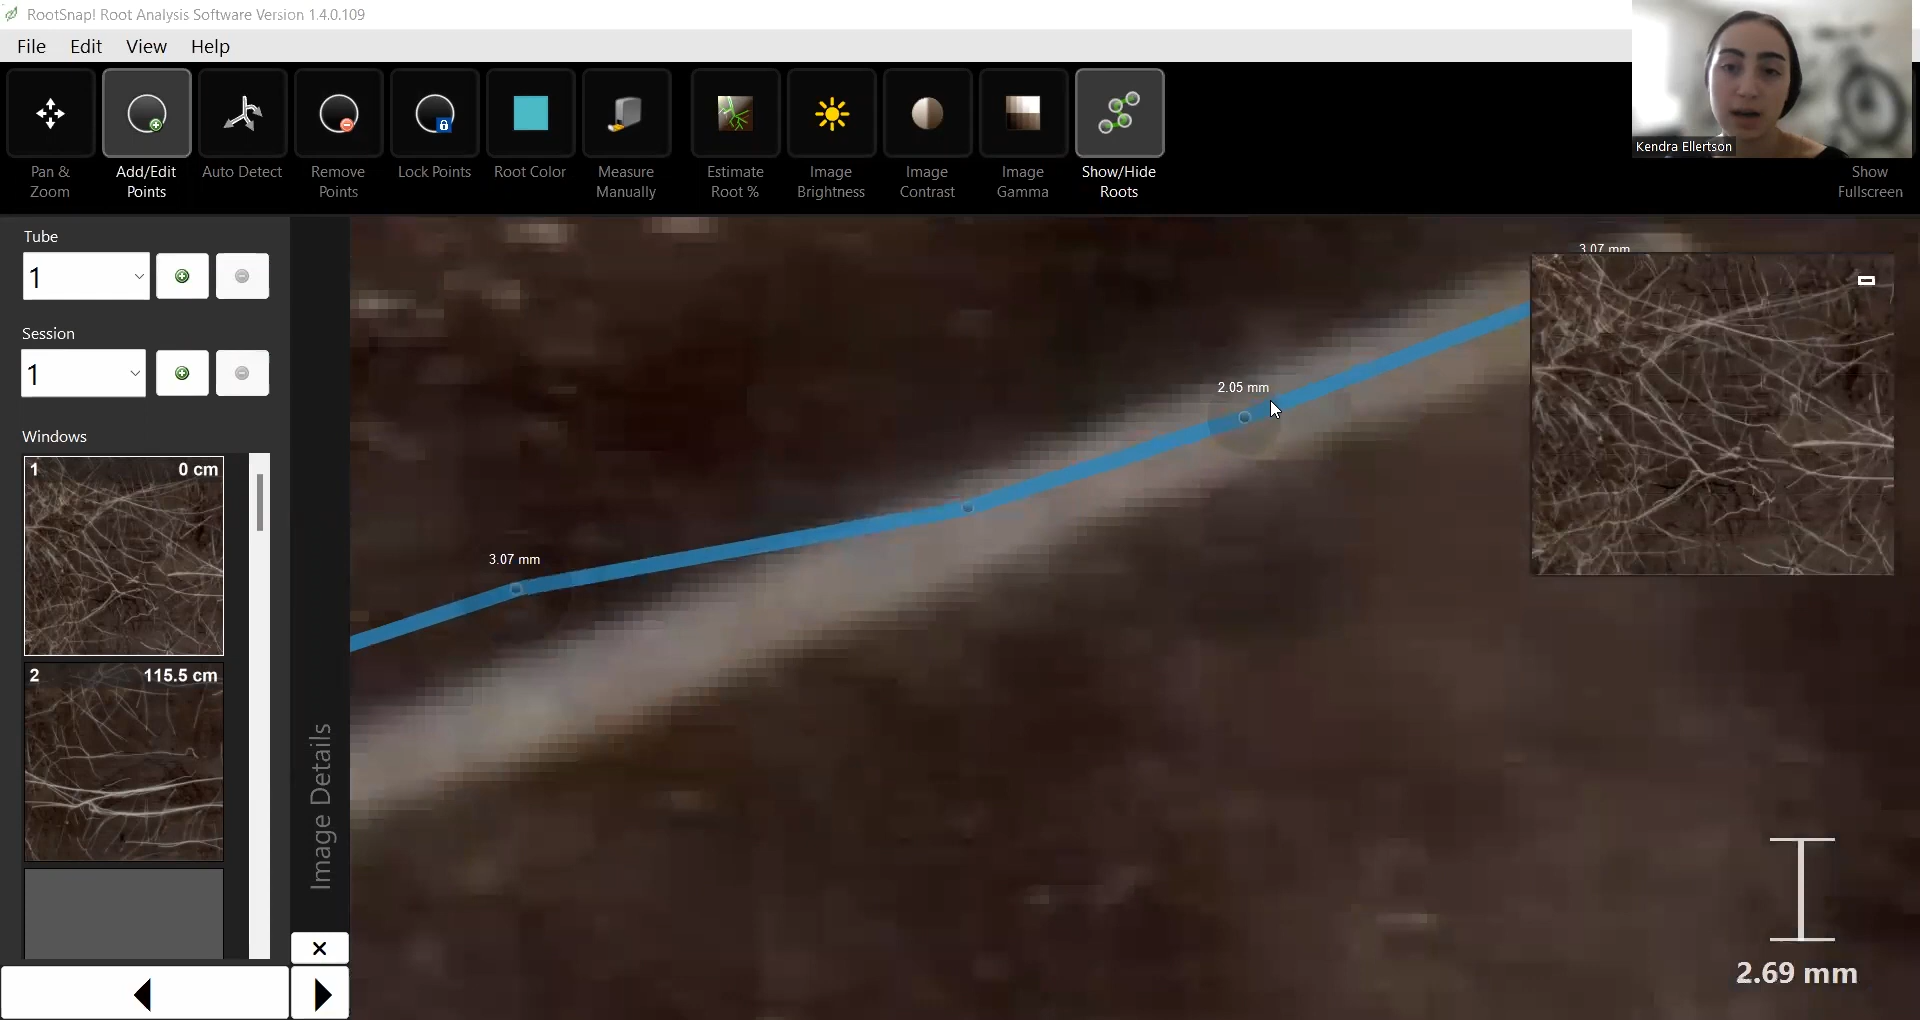 RootSnap! Root Analysis Software Version 1.4.0.109
File Edit View Help
Pan & Zoom
Add/Edit Points
Auto Detect
Remove Points
Lock Points
Root Color
Measure Manually
Estimate Root %
Image Brightness
Image Contrast
Image Gamma
Show/Hide Roots
Show Fullscreen
Kendra Ellertson
Tube
1
Session
1
Windows
1 0 cm
2 115.5 cm
Image Details
3.07 mm
2.05 mm
3.07 mm
2.69 mm